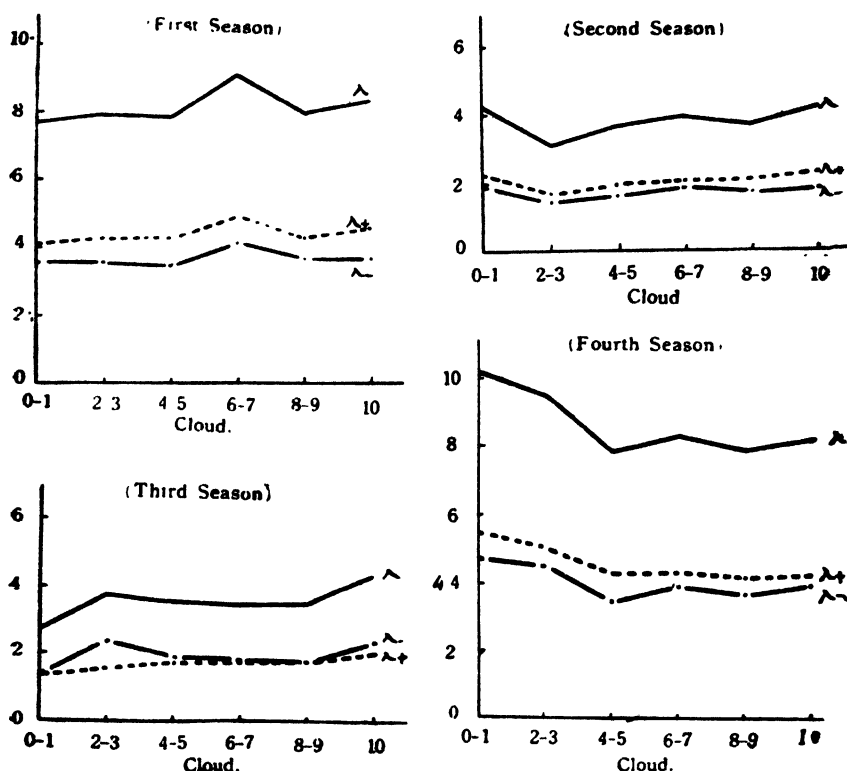 (First Season)
10
8
6
4
2
0
λ
λ+
λ-
0-1 2-3 4-5 6-7 8-9 10
Cloud.
(Second Season)
6
4
2
0
λ
λ+
λ-
0-1 2-3 4-5 6-7 8-9 10
Cloud
(Third Season)
6
4
2
0
λ
λ-
λ+
0-1 2-3 4-5 6-7 8-9 10
Cloud.
(Fourth Season)
10
8
6
4 4
2
0
λ
λ+
λ-
0-1 2-3 4-5 6-7 8-9 10
Cloud.